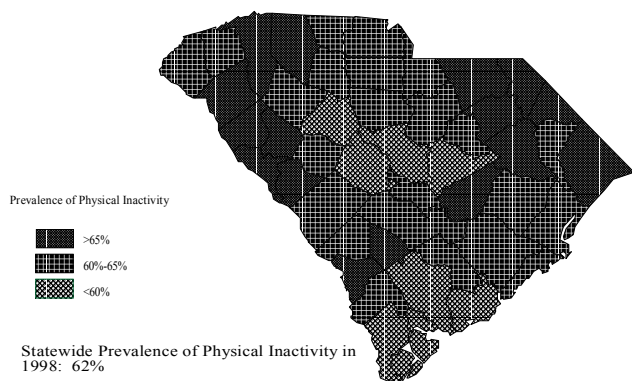 Prevalence of Physical Inactivity
>65%
60%-65%
<60%
Statewide Prevalence of Physical Inactivity in
1998: 62%